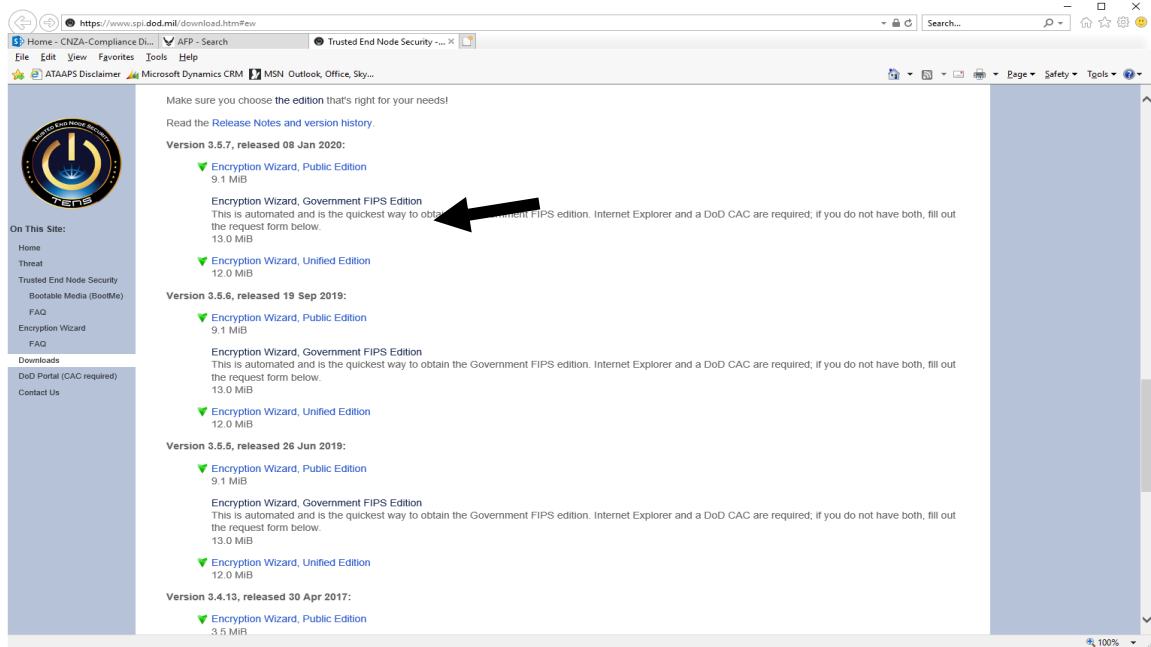 https://www.spi.dod.mil/download.htm#ew
Search...
Home - CNZA-Compliance Di...
AFP - Search
Trusted End Node Security -...
File Edit View Favorites Tools Help
ATAAPS Disclaimer Microsoft Dynamics CRM MSN Outlook, Office, Sky...
Page Safety Tools
TRUSTED END NODE SECURITY
TENS
On This Site:
Home
Threat
Trusted End Node Security
Bootable Media (BootMe)
FAQ
Encryption Wizard
FAQ
Downloads
DoD Portal (CAC required)
Contact Us
Make sure you choose the edition that's right for your needs!
Read the Release Notes and version history.
Version 3.5.7, released 08 Jan 2020:
Encryption Wizard, Public Edition
9.1 MiB
Encryption Wizard, Government FIPS Edition
This is automated and is the quickest way to FIPS edition. Internet Explorer and a DoD CAC are required; if you do not have both, fill out
the request form below.
13.0 MiB
Encryption Wizard, Unified Edition
12.0 MiB
Version 3.5.6, released 19 Sep 2019:
Encryption Wizard, Public Edition
9.1 MiB
Encryption Wizard, Government FIPS Edition
This is automated and is the quickest way to obtain the Government FIPS edition. Internet Explorer and a DoD CAC are required; if you do not have both, fill out
the request form below.
13.0 MiB
Encryption Wizard, Unified Edition
12.0 MiB
Version 3.5.5, released 26 Jun 2019:
Encryption Wizard, Public Edition
9.1 MiB
Encryption Wizard, Government FIPS Edition
This is automated and is the quickest way to obtain the Government FIPS edition. Internet Explorer and a DoD CAC are required; if you do not have both, fill out
the request form below.
13.0 MiB
Encryption Wizard, Unified Edition
12.0 MiB
Version 3.4.13, released 30 Apr 2017:
Encryption Wizard, Public Edition
3.5 MiB
100%